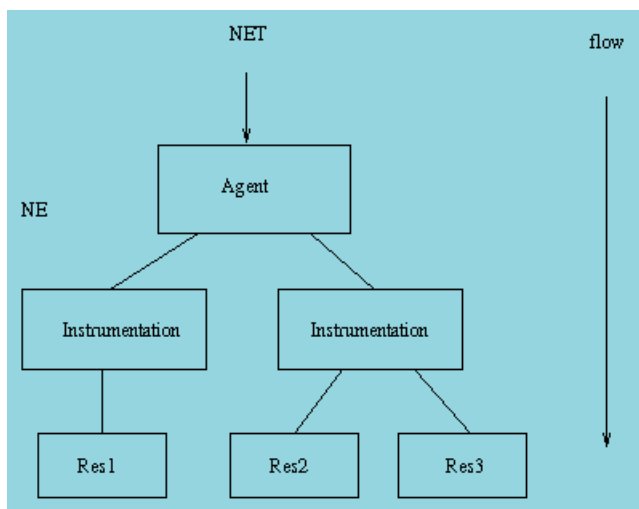 NET
flow
Agent
NE
Instrumentation
Instrumentation
Res1
Res2
Res3